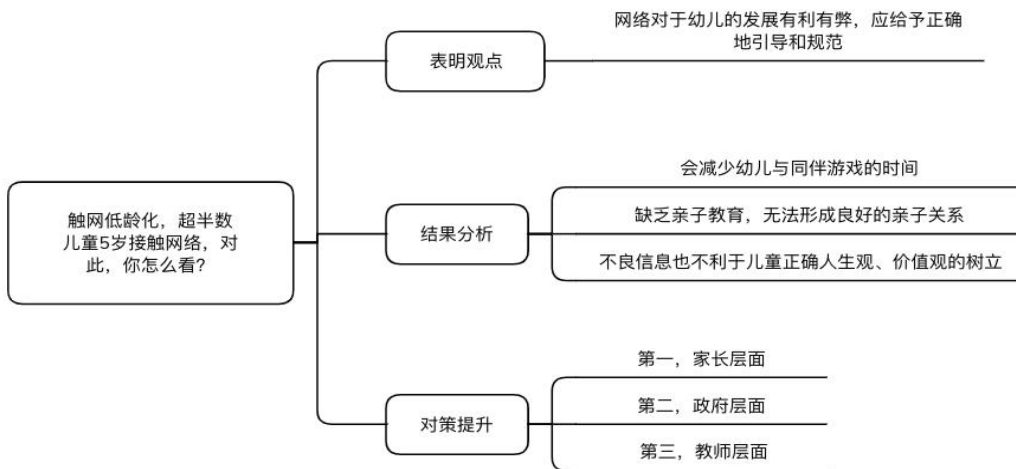 触网低龄化，超半数
儿童5岁接触网络，对
此，你怎么看?
表明观点
网络对于幼儿的发展有利有弊，应给予正确
地引导和规范
结果分析
会减少幼儿与同伴游戏的时间
缺乏亲子教育，无法形成良好的亲子关系
不良信息也不利于儿童正确人生观、价值观的树立
对策提升
第一，家长层面
第二，政府层面
第三，教师层面